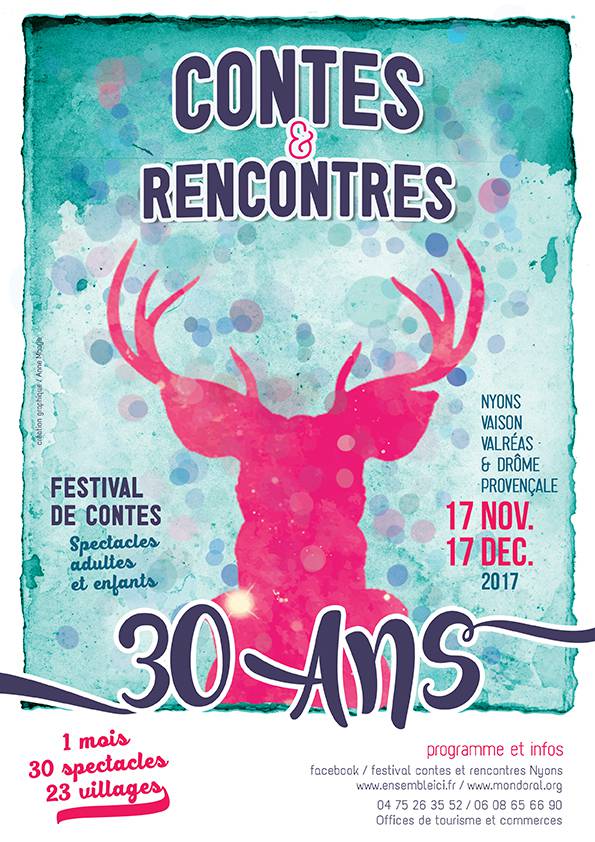 CONTES
&
RENCONTRES
création graphique / Anne
NYONS
VAISON
VALRÉAS
& DRÔME
PROVENÇALE
17 NOV.
17 DEC.
2017
FESTIVAL
DE CONTES
Spectacles
adultes
et enfants
30 Ans
1 mois
30 spectacles
23 villages
programme et infos
facebook / festival contes et rencontres Nyons
www.ensembleici.fr / www.mondoral.org
04 75 26 35 52 / 06 08 65 66 90
Offices de tourisme et commerces